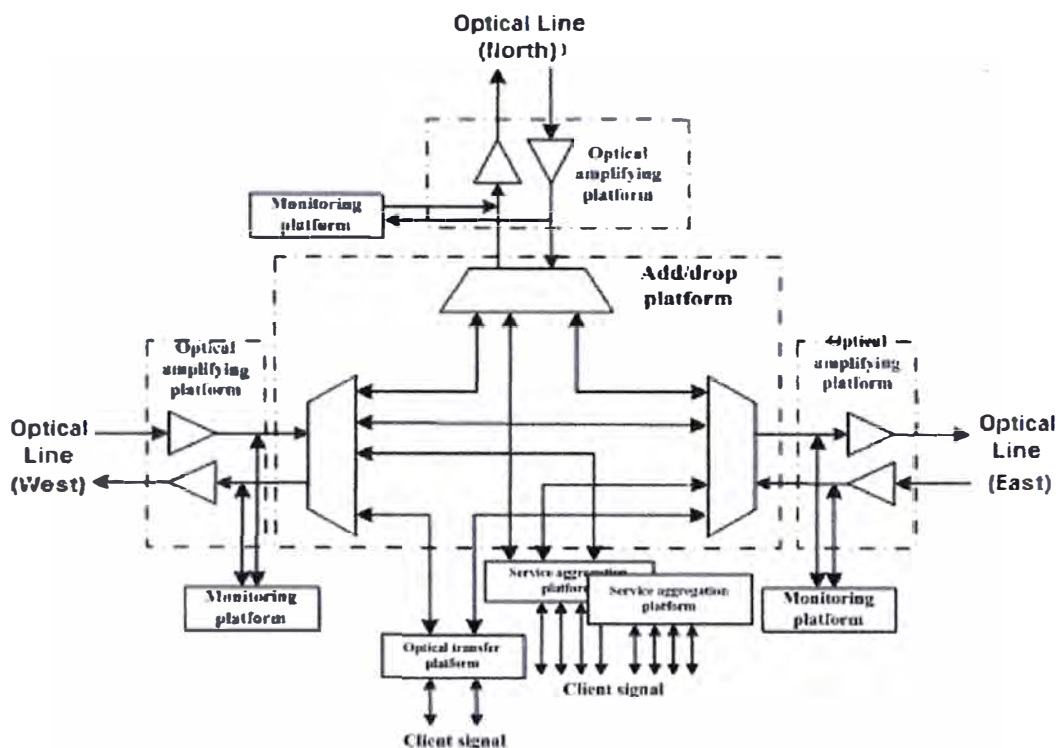 Optical Line
(North)
Optical
amplifying
platform
Monitoring
platform
Add/drop
platform
Optical
amplifying
platform
Optical
amplifying
platform
Optical
Line
(West)
Optical
Line
(East)
Monitoring
platform
Service aggregation
platform
Service aggregation
platform
Monitoring
platform
Optical transfer
platform
Client signal
Client signal